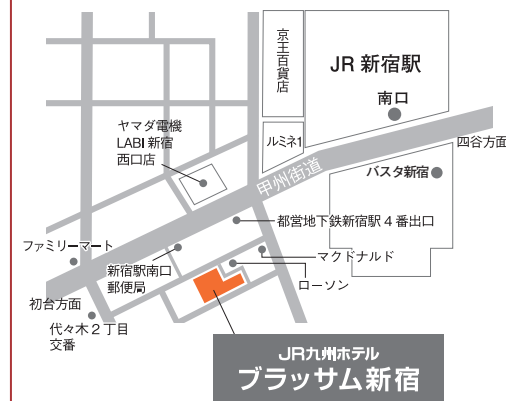 京王百貨店
JR 新宿駅
南口
ルミネ1
四谷方面
ヤマダ電機
LABI 新宿
西口店
甲州街道
バスタ新宿
都営地下鉄新宿駅 4 番出口
ファミリーマート
新宿駅南口
郵便局
マクドナルド
ローソン
初台方面
代々木 2 丁目
交番
JR九州ホテル
ブラッサム新宿